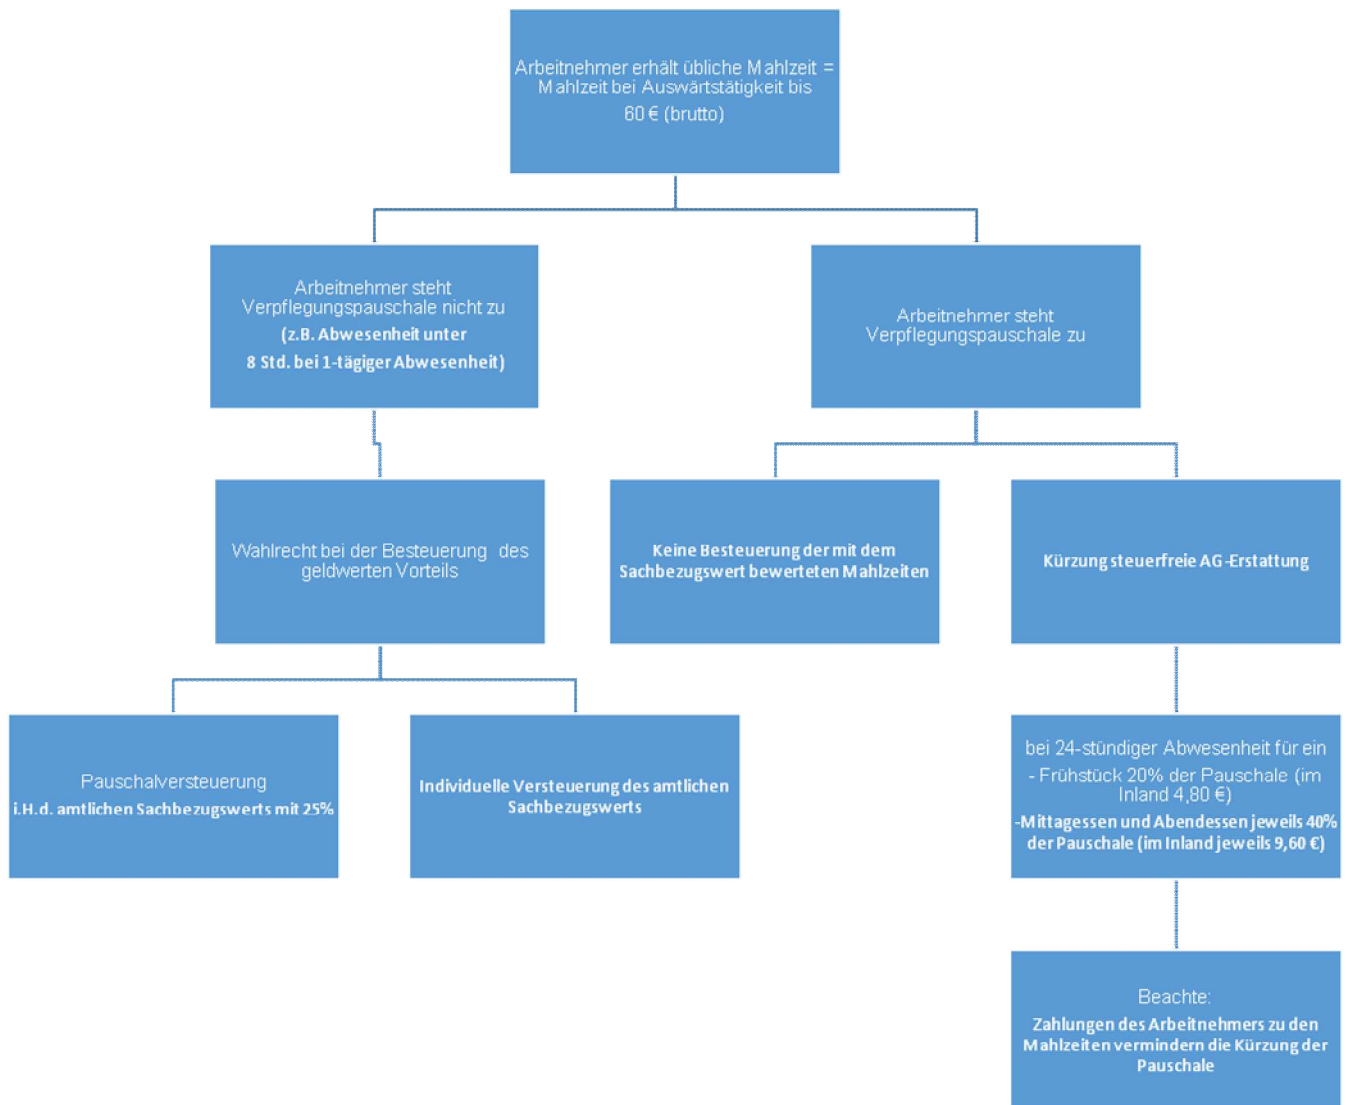 Arbeitnehmer erhält übliche Mahlzeit =
Mahlzeit bei Auswärtstätigkeit bis
60 € (brutto)
Arbeitnehmer steht
Verpflegungspauschale nicht zu
(z.B. Abwesenheit unter
8 Std. bei 1-tägiger Abwesenheit)
Arbeitnehmer steht
Verpflegungspauschale zu
Wahlrecht bei der Besteuerung des
geldwerten Vorteils
Keine Besteuerung der mit dem
Sachbezugswert bewerteten Mahlzeiten
Kürzung steuerfreie AG-Erstattung
Pauschalversteuerung
i.H.d. amtlichen Sachbezugswerts mit 25%
Individuelle Versteuerung des amtlichen
Sachbezugswerts
bei 24-stündiger Abwesenheit für ein
- Frühstück 20% der Pauschale (im
Inland 4,80 €)
-Mittagessen und Abendessen jeweils 40%
der Pauschale (im Inland jeweils 9,60 €)
Beachte:
Zahlungen des Arbeitnehmers zu den
Mahlzeiten vermindern die Kürzung der
Pauschale